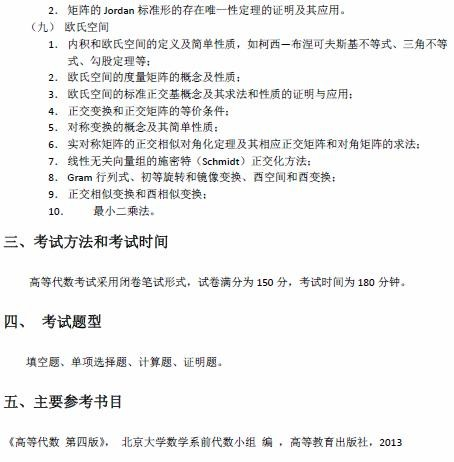 2. 矩阵的 Jordan 标准形的存在唯一性定理的证明及其应用。
（九） 欧氏空间
1. 内积和欧氏空间的定义及简单性质，如柯西—布涅可夫斯基不等式、三角不等
式、勾股定理等；
2. 欧氏空间的度量矩阵的概念及性质；
3. 欧氏空间的标准正交基概念及其求法和性质的证明与应用；
4. 正交变换和正交矩阵的等价条件；
5. 对称变换的概念及其简单性质；
6. 实对称矩阵的正交相似对角化定理及其相应正交矩阵和对角矩阵的求法；
7. 线性无关向量组的施密特（Schmidt）正交化方法；
8. Gram 行列式、初等旋转和镜像变换、酉空间和酉变换；
9. 正交相似变换和酉相似变换；
10. 最小二乘法。
三、考试方法和考试时间
高等代数考试采用闭卷笔试形式，试卷满分为 150 分，考试时间为 180 分钟。
四、 考试题型
填空题、单项选择题、计算题、证明题。
五、主要参考书目
《高等代数 第四版》， 北京大学数学系前代数小组 编 ，高等教育出版社，2013